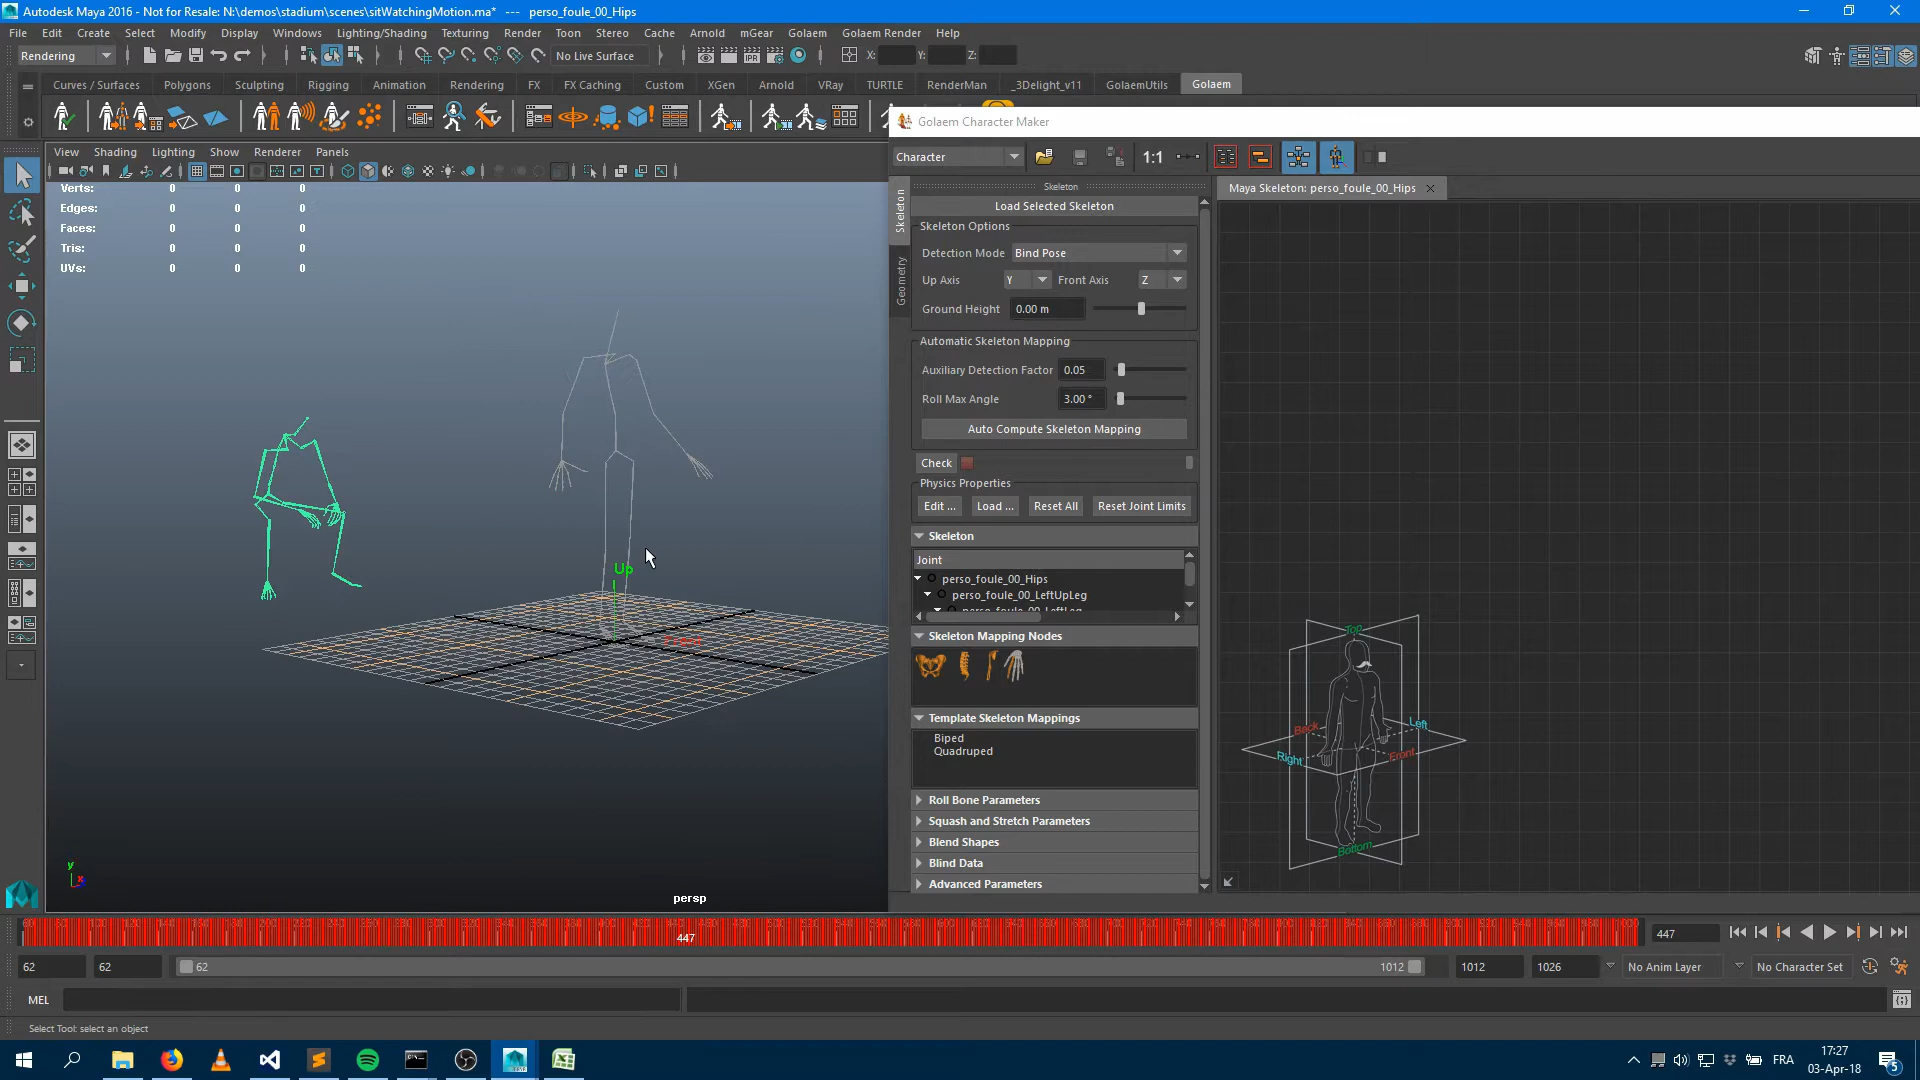 Autodesk Maya 2016 - Not for Resale: N:\demos\stadium\scenes\sitWatchingMotion.ma*   ---   perso_foule_00_Hips
File Edit Create Select Modify Display Windows Lighting/Shading Texturing Render Toon Stereo Cache Arnold mGear Golaem Golaem Render Help
Rendering No Live Surface X: Y: Z:
Curves / Surfaces Polygons Sculpting Rigging Animation Rendering FX FX Caching Custom XGen Arnold VRay TURTLE RenderMan _3Delight_v11 GolaemUtils Golaem
Golaem Character Maker
View Shading Lighting Show Renderer Panels
Character 1:1
Verts: 0 0 0
Edges: 0 0 0
Faces: 0 0 0
Tris: 0 0 0
UVs: 0 0 0
Up
y
x
persp
Skeleton
Geometry
Skeleton
Load Selected Skeleton
Skeleton Options
Detection Mode Bind Pose
Up Axis Y Front Axis Z
Ground Height 0.00 m
Automatic Skeleton Mapping
Auxiliary Detection Factor 0.05
Roll Max Angle 3.00 °
Auto Compute Skeleton Mapping
Check
Physics Properties
Edit ... Load ... Reset All Reset Joint Limits
Skeleton
Joint
perso_foule_00_Hips
perso_foule_00_LeftUpLeg
perso_foule_00_LeftLeg
Skeleton Mapping Nodes
Template Skeleton Mappings
Biped
Quadruped
Roll Bone Parameters
Squash and Stretch Parameters
Blend Shapes
Blind Data
Advanced Parameters
Maya Skeleton: perso_foule_00_Hips
Top
Back
Left
Right
Front
Bottom
447
447
62 62 62 1012 1012 1026 No Anim Layer No Character Set
MEL
Select Tool: select an object
FRA
17:27
03-Apr-18
5